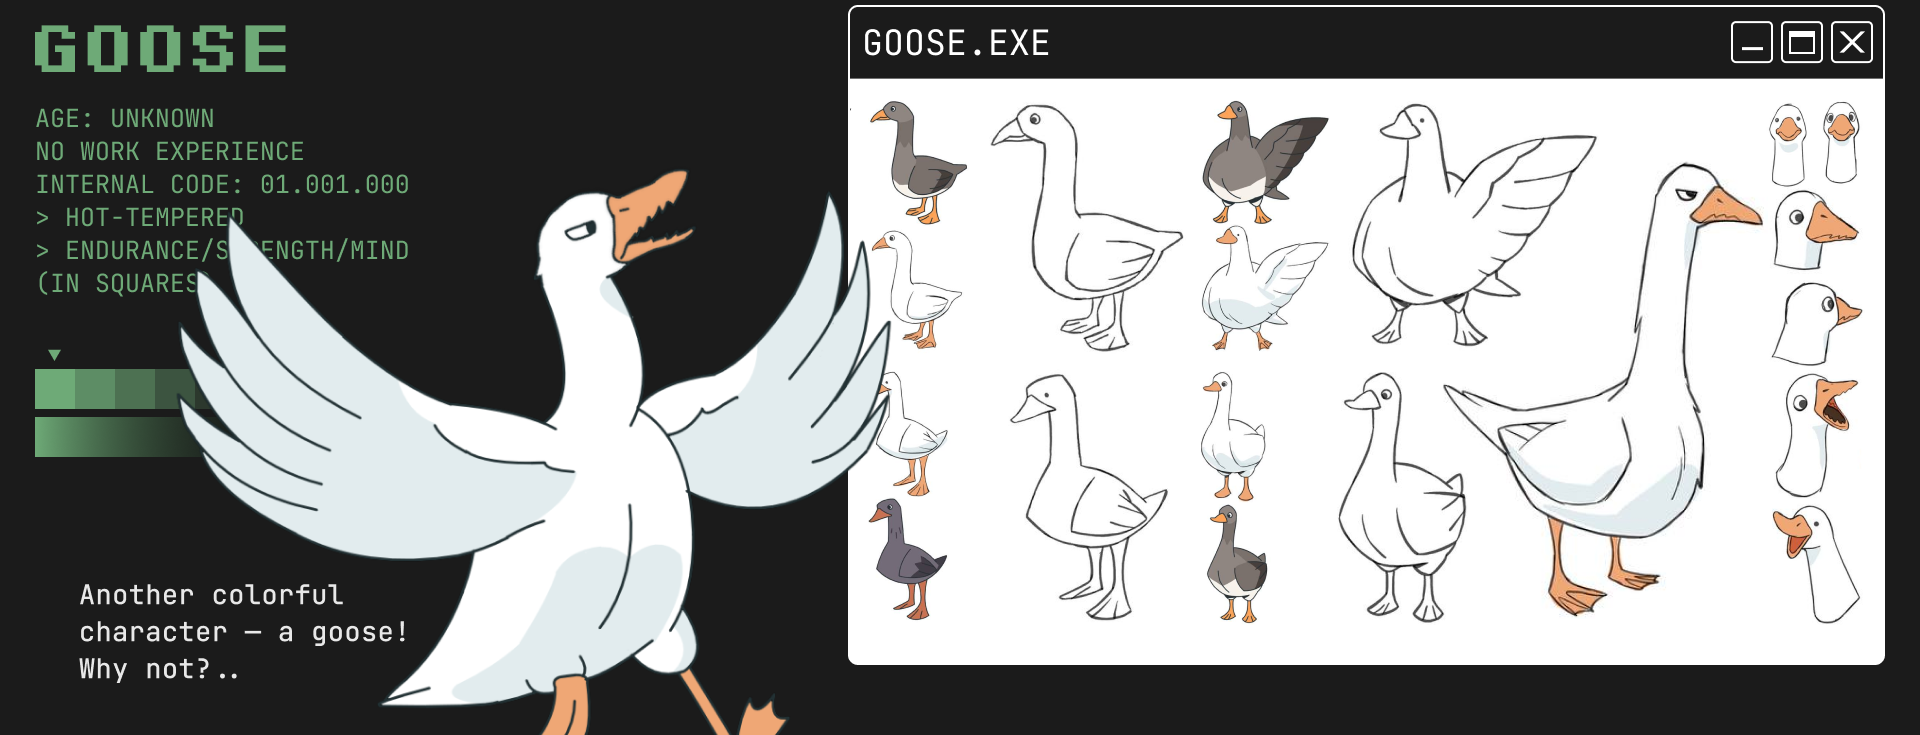 GOOSE
AGE: UNKNOWN
NO WORK EXPERIENCE
INTERNAL CODE: 01.001.000
> HOT-TEMPERED
> ENDURANCE/STRENGTH/MIND
(IN SQUARES
Another colorful
character — a goose!
Why not?..
GOOSE.EXE